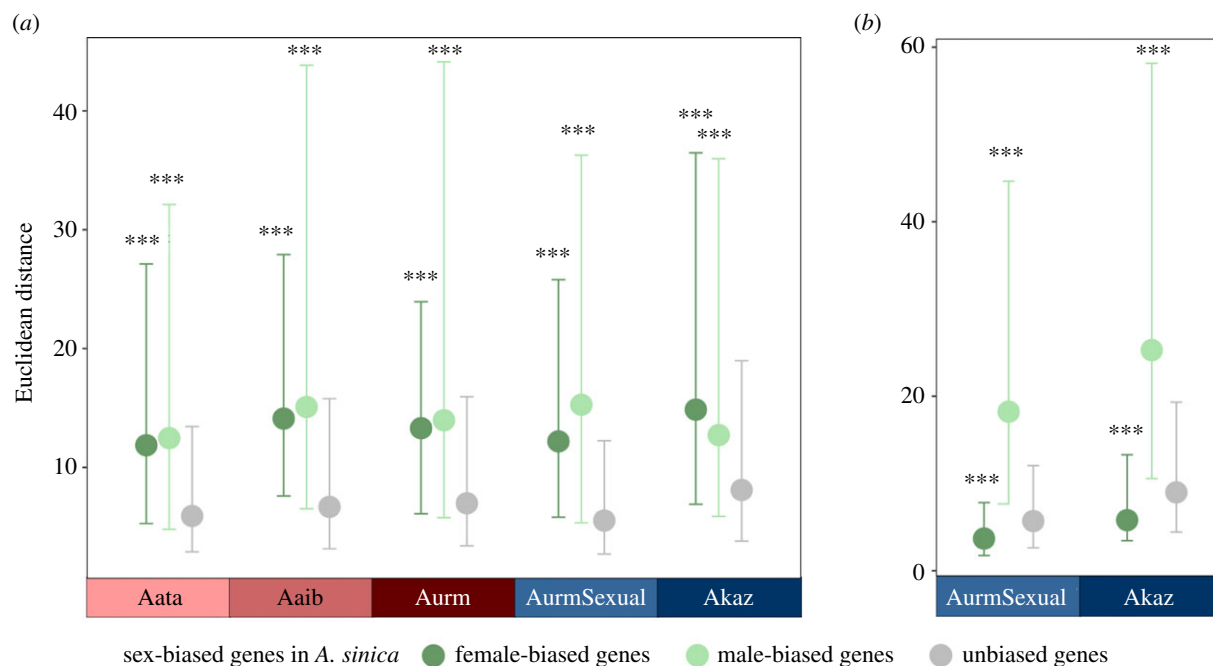 (a)
(b)
Euclidean distance
40
30
20
10
***
***
***
***
***
***
***
***
***
***
Aata
Aaib
Aurm
AurmSexual
Akaz
60
40
20
0
***
***
***
***
AurmSexual
Akaz
sex-biased genes in A. sinica female-biased genes male-biased genes unbiased genes